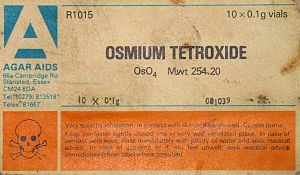 R1015
10 x 0.1g vials
A
AGAR AIDS
66a Cambridge Rd
Stansted, Essex
CM24 8DA
Tel (0279) 813519
Telex 81667
OSMIUM TETROXIDE
OsO₄ Mwt 254.20
10 x 0.1g
081039
Very toxic by inhalation, in contact with skin or if swallowed. Causes burns.
Keep container tightly closed and in very well ventilated place. In case of
contact with eyes, rinse immediately with plenty of water and seek medical
advice. In case of accident or if you feel unwell, seek medical advice
immediately (show label where possible).